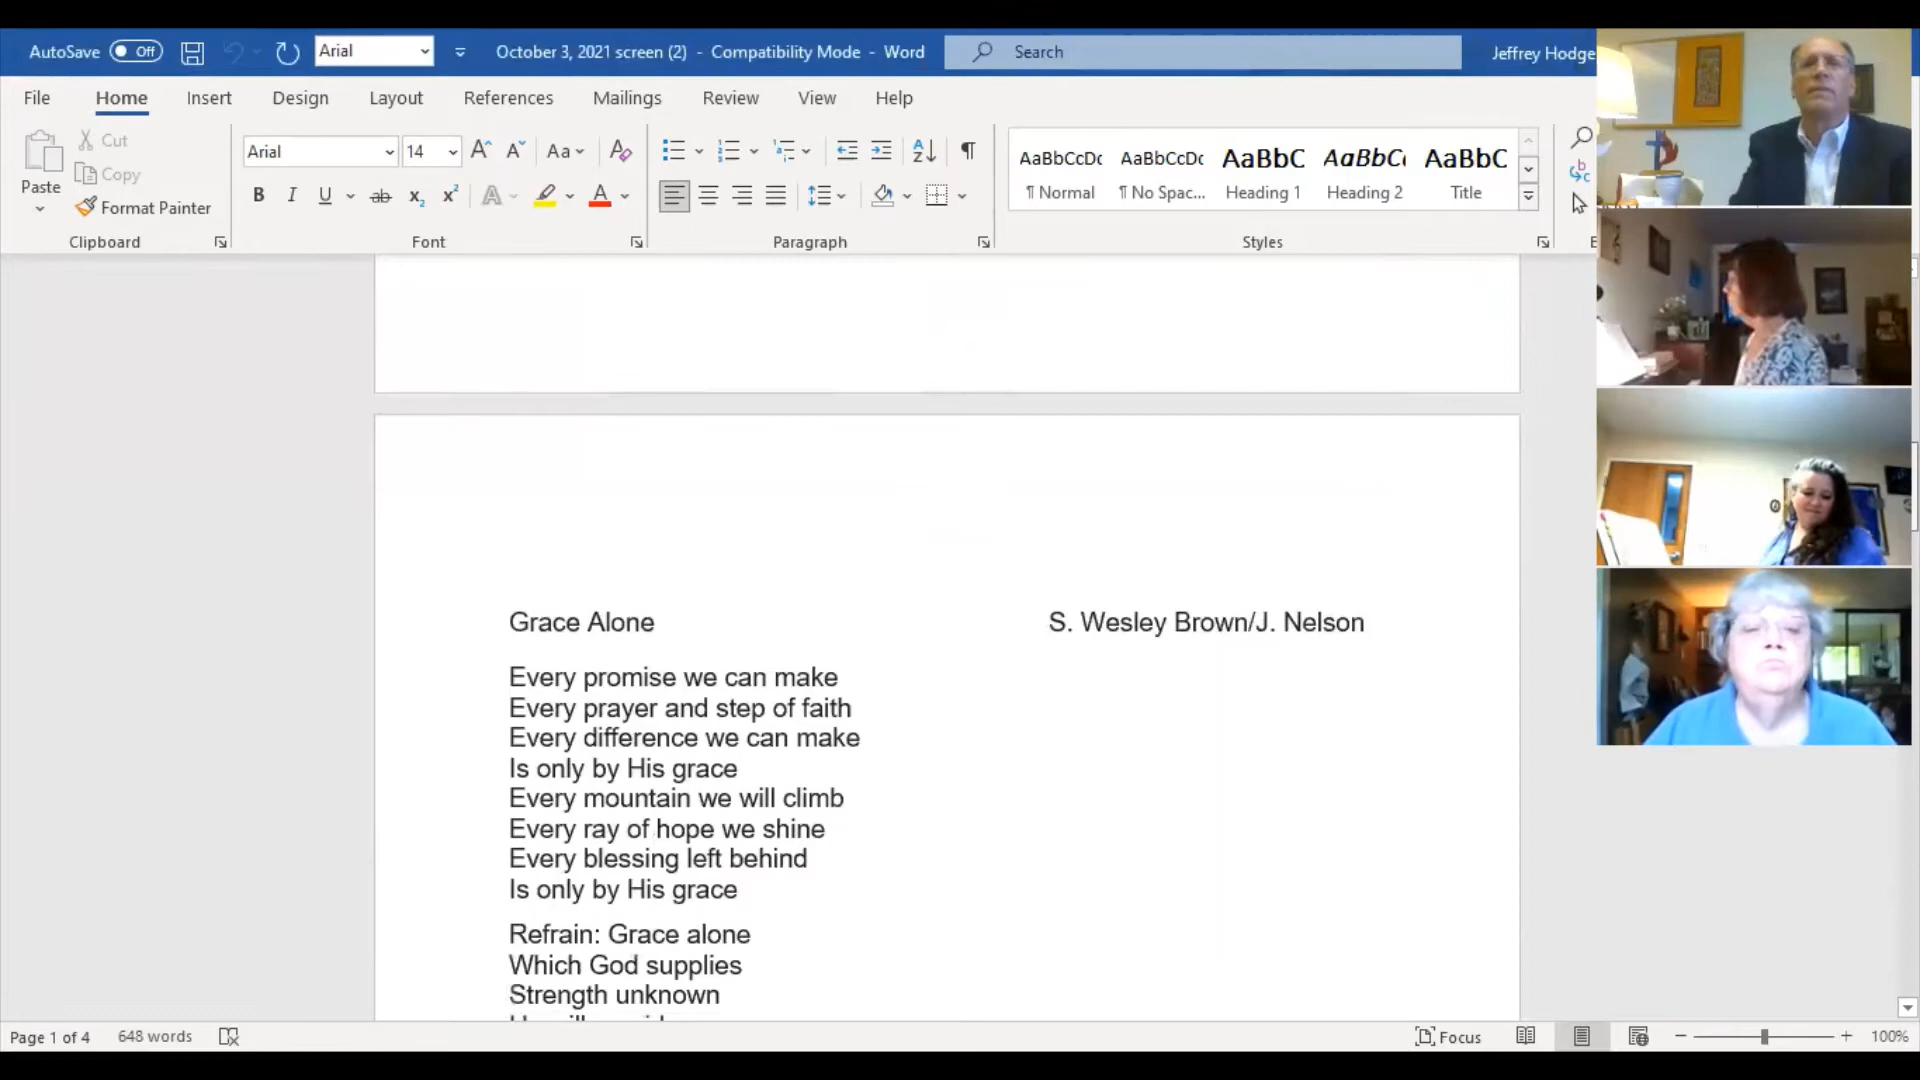 AutoSave Off Arial October 3, 2021 screen (2) - Compatibility Mode - Word Search Jeffrey Hodge
File Home Insert Design Layout References Mailings Review View Help
Cut
Copy
Paste
Format Painter
Clipboard
Arial 14
Aa
B I U ab x₂ x² A A
Font
Paragraph
AaBbCcDc AaBbCcDc AaBbC AaBbC AaBbC
¶ Normal ¶ No Spac... Heading 1 Heading 2 Title
Styles
Grace Alone S. Wesley Brown/J. Nelson
Every promise we can make
Every prayer and step of faith
Every difference we can make
Is only by His grace
Every mountain we will climb
Every ray of hope we shine
Every blessing left behind
Is only by His grace
Refrain: Grace alone
Which God supplies
Strength unknown
Page 1 of 4 648 words Focus 100%